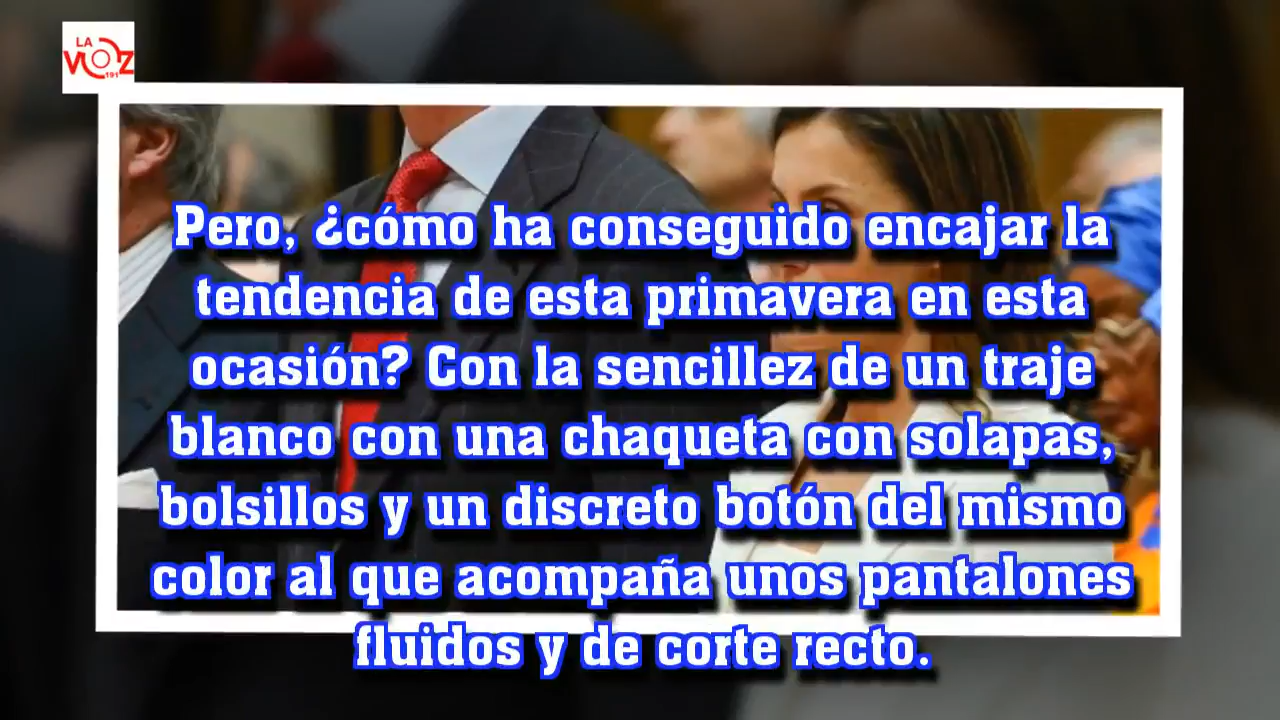 LA
VOZ
191
Pero, ¿cómo ha conseguido encajar la
tendencia de esta primavera en esta
ocasión? Con la sencillez de un traje
blanco con una chaqueta con solapas,
bolsillos y un discreto botón del mismo
color al que acompaña unos pantalones
fluidos y de corte recto.